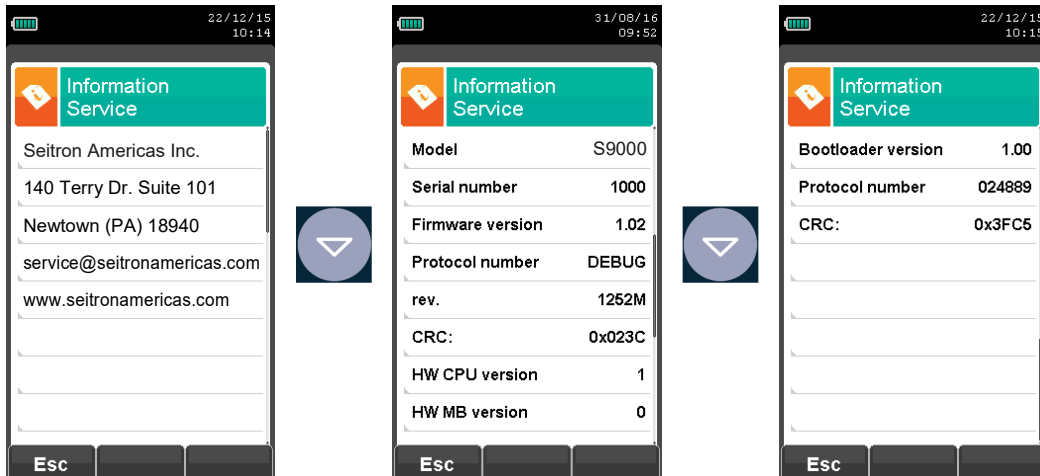 22/12/15
10:14
Information
Service
Seitron Americas Inc.
140 Terry Dr. Suite 101
Newtown (PA) 18940
service@seitronamericas.com
www.seitronamericas.com
Esc
31/08/16
09:52
Information
Service
Model S9000
Serial number 1000
Firmware version 1.02
Protocol number DEBUG
rev. 1252M
CRC: 0x023C
HW CPU version 1
HW MB version 0
Esc
22/12/15
10:15
Information
Service
Bootloader version 1.00
Protocol number 024889
CRC: 0x3FC5
Esc